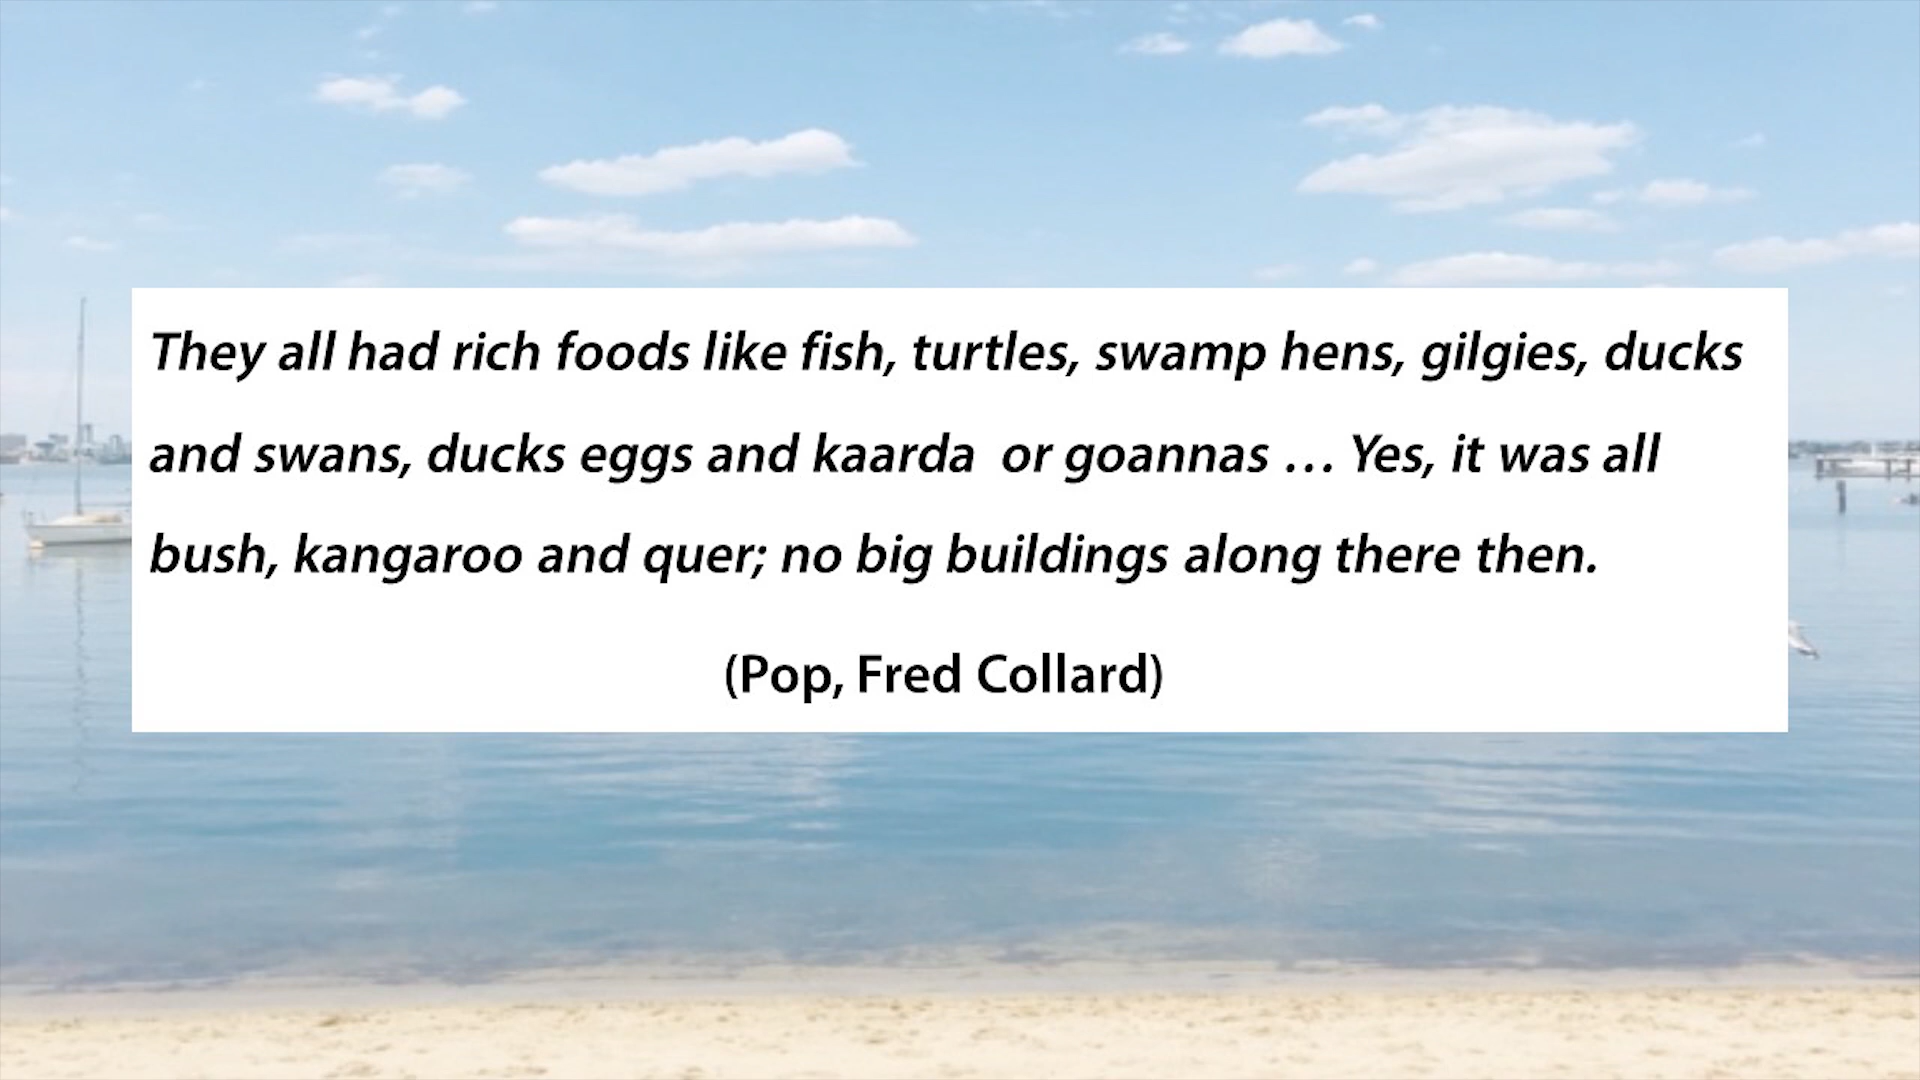 They all had rich foods like fish, turtles, swamp hens, gilgies, ducks
and swans, ducks eggs and kaarda  or goannas … Yes, it was all
bush, kangaroo and quer; no big buildings along there then.
(Pop, Fred Collard)